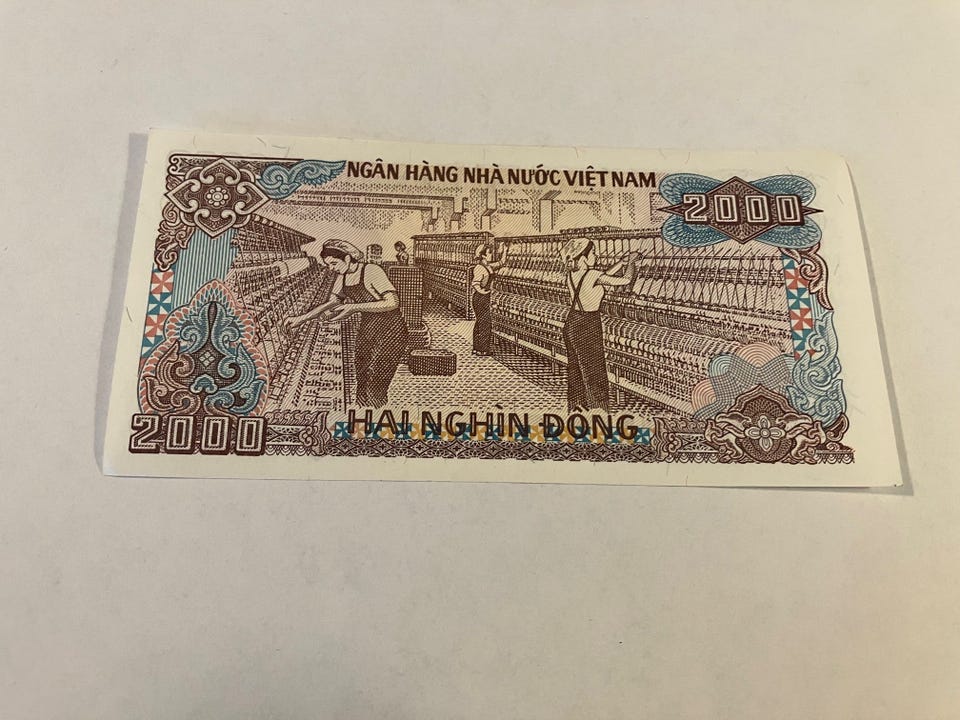 NGÂN HÀNG NHÀ NƯỚC VIỆT NAM
2000
2000
HAI NGHÌN ĐỒNG